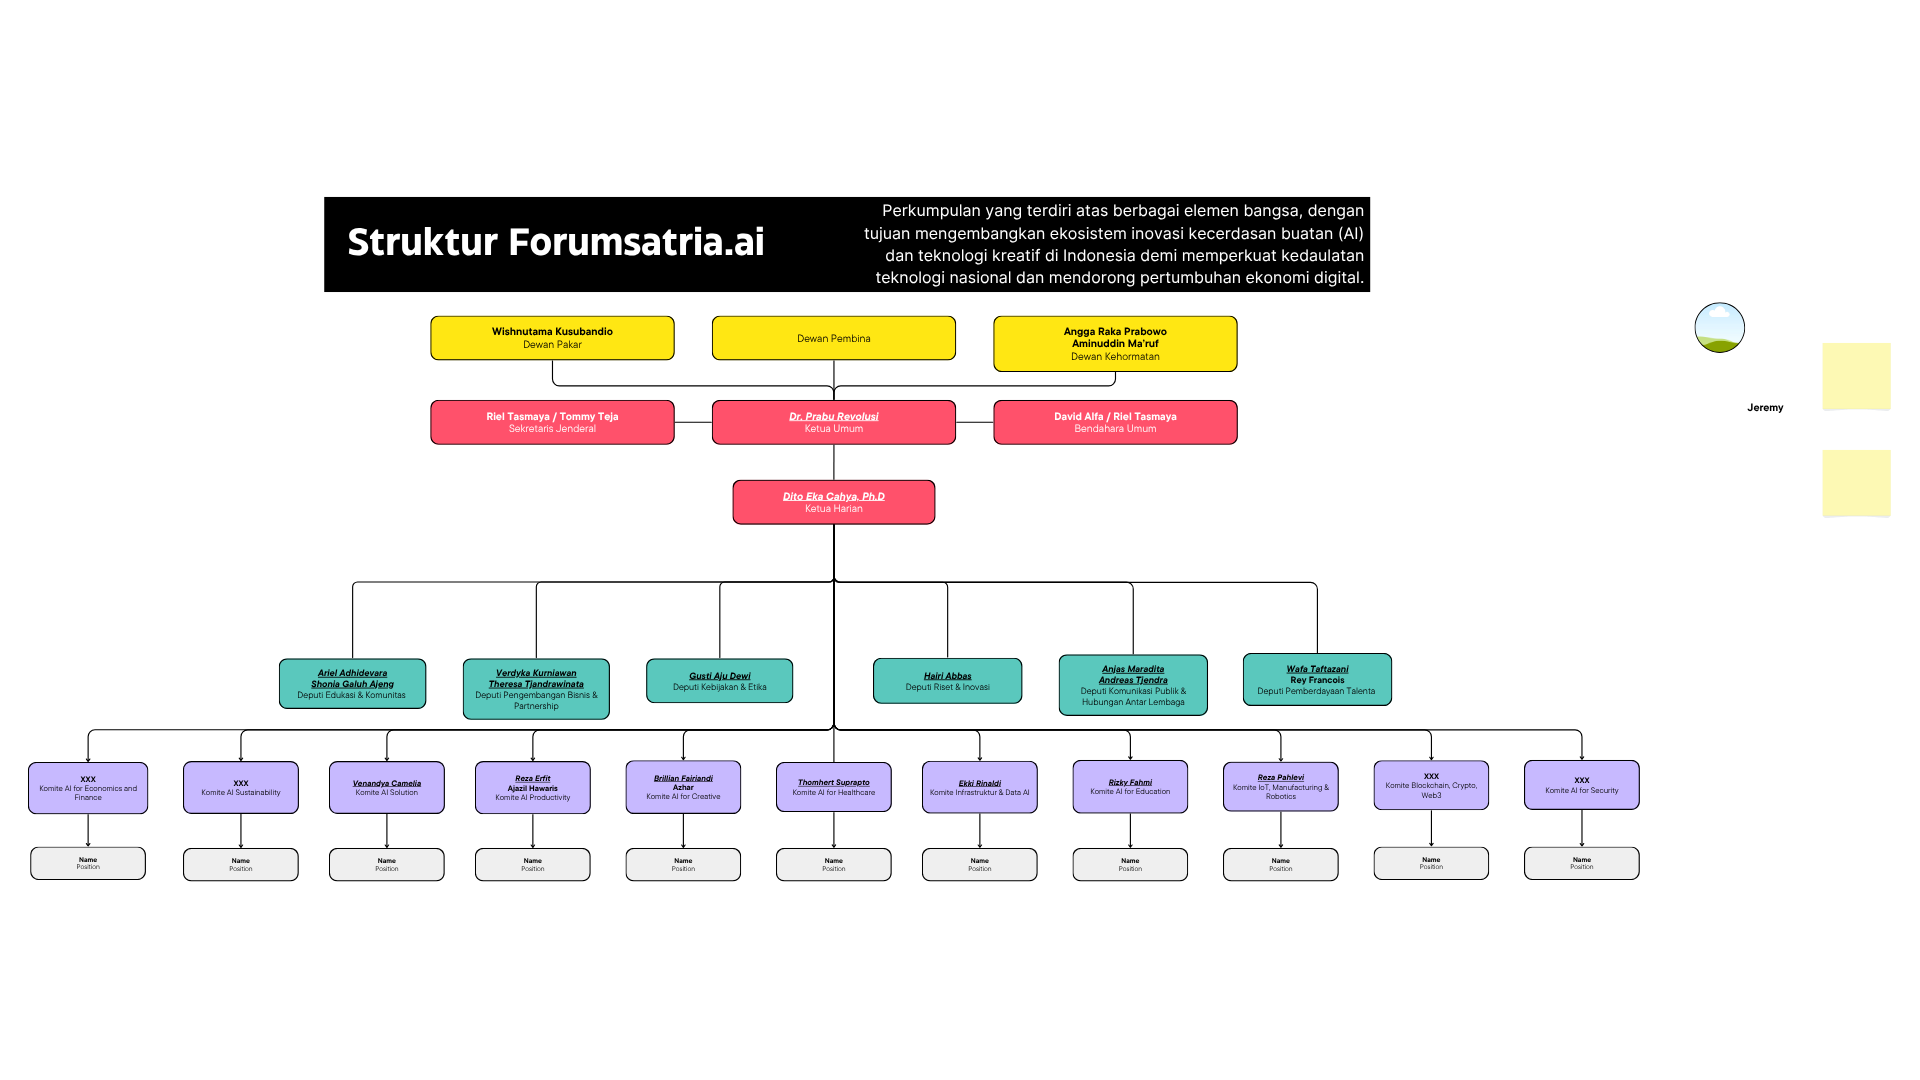 Struktur Forumsatria.ai
Perkumpulan yang terdiri atas berbagai elemen bangsa, dengan
tujuan mengembangkan ekosistem inovasi kecerdasan buatan (AI)
dan teknologi kreatif di Indonesia demi memperkuat kedaulatan
teknologi nasional dan mendorong pertumbuhan ekonomi digital.
Wishnutama Kusubandio
Dewan Pakar
Dewan Pembina
Angga Raka Prabowo
Aminuddin Ma'ruf
Dewan Kehormatan
Riel Tasmaya / Tommy Teja
Sekretaris Jenderal
Dr. Prabu Revolusi
Ketua Umum
David Alfa / Riel Tasmaya
Bendahara Umum
Jeremy
Dito Eka Cahya, Ph.D
Ketua Harian
Ariel Adhidevara
Shonia Galuh Ajeng
Deputi Edukasi & Komunitas
Verdyka Kurniawan
Theresa Tjandrawinata
Deputi Pengembangan Bisnis &
Partnership
Gusti Aju Dewi
Deputi Kebijakan & Etika
Hairi Abbas
Deputi Riset & Inovasi
Anjas Maradita
Andreas Tjendra
Deputi Komunikasi Publik &
Hubungan Antar Lembaga
Wafa Taftazani
Rey Francois
Deputi Pemberdayaan Talenta
XXX
Komite AI for Economics and
Finance
XXX
Komite AI Sustainability
Venandya Camelia
Komite AI Solution
Reza Erfit
Ajazil Hawaris
Komite AI Productivity
Brillian Fairiandi
Azhar
Komite AI for Creative
Thomhert Suprapto
Komite AI for Healthcare
Ekki Rinaldi
Komite Infrastruktur & Data AI
Rizky Fahmi
Komite AI for Education
Reza Pahlevi
Komite IoT, Manufacturing &
Robotics
XXX
Komite Blockchain, Crypto,
Web3
XXX
Komite AI for Security
Name
Position
Name
Position
Name
Position
Name
Position
Name
Position
Name
Position
Name
Position
Name
Position
Name
Position
Name
Position
Name
Position